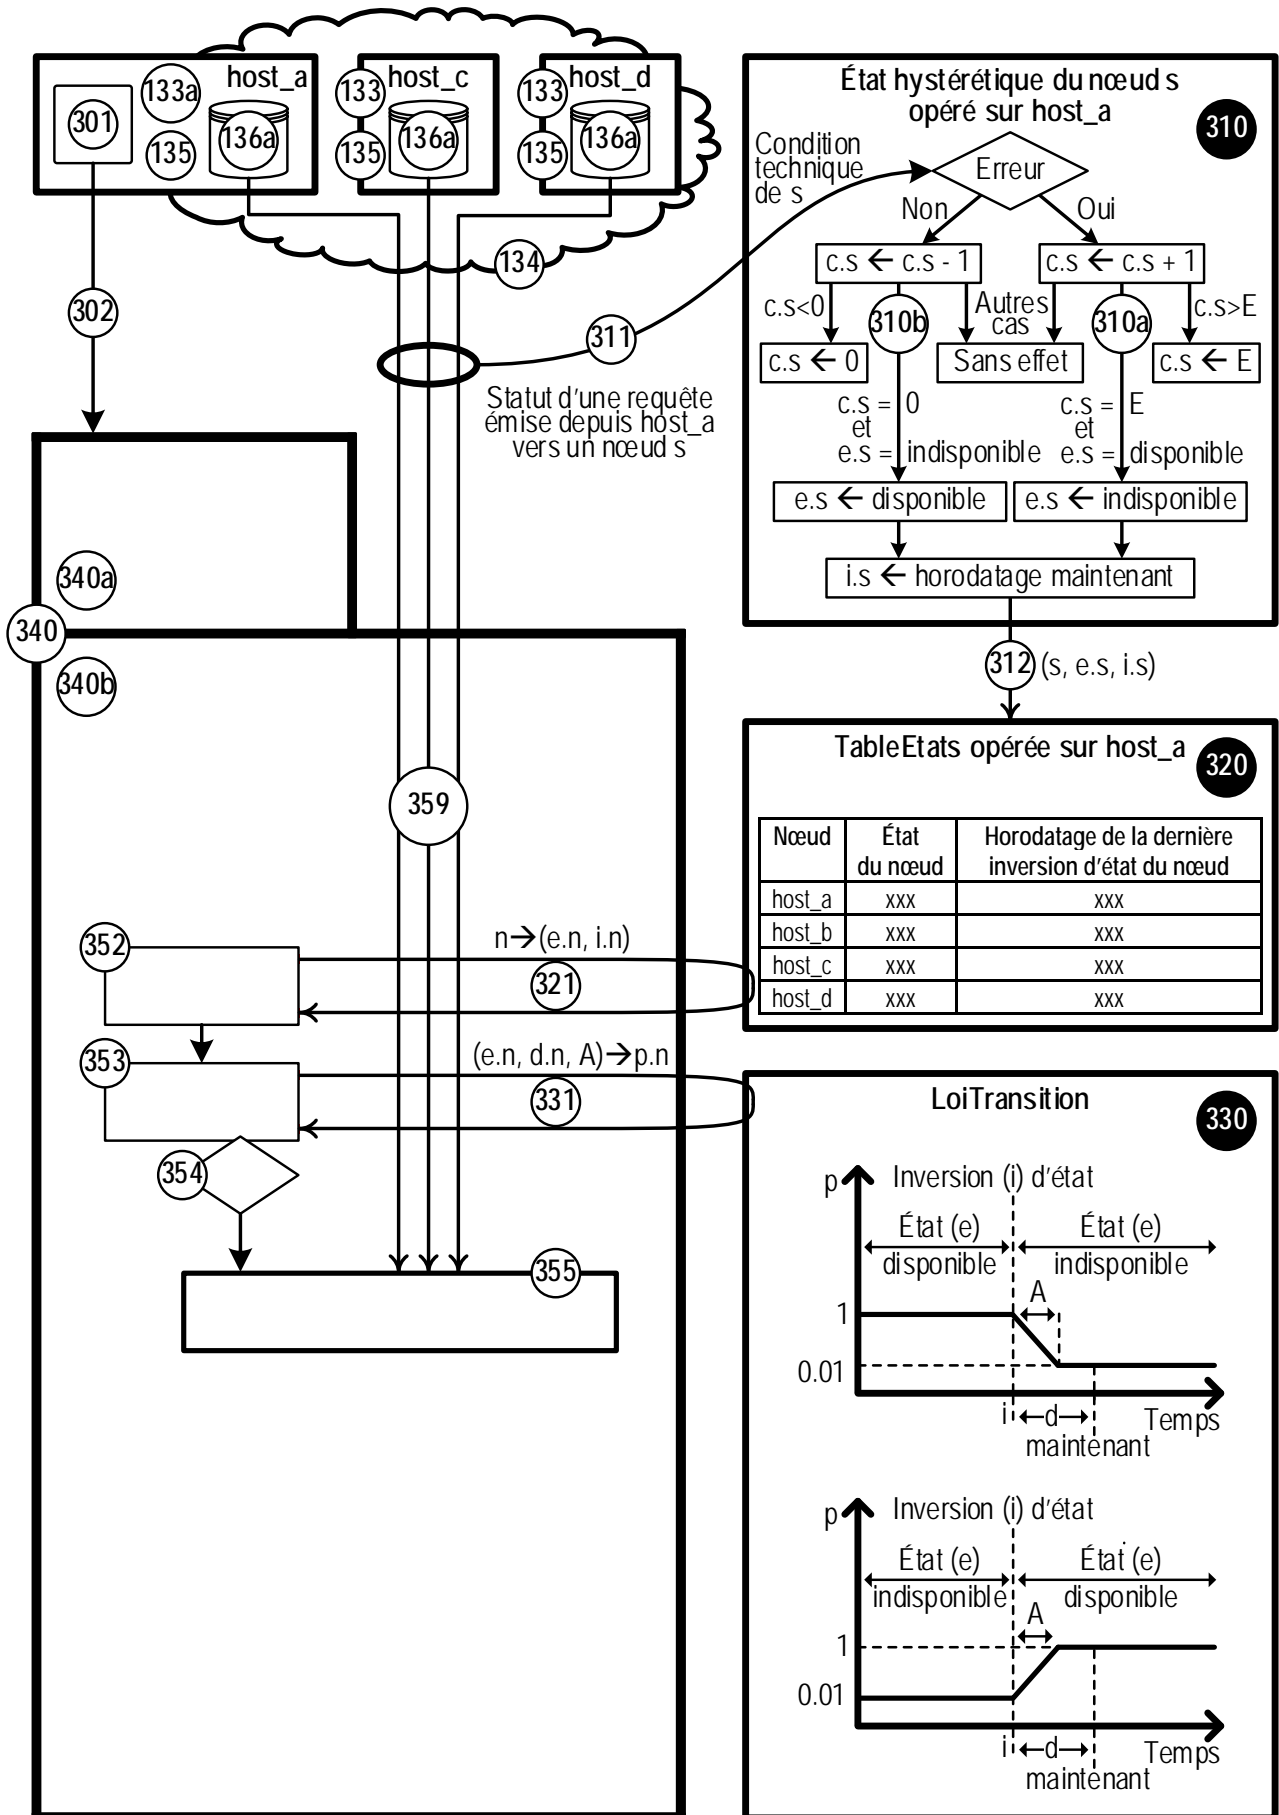 host_a
host_c
host_d
133a
133
133
301
136a
136a
136a
135
135
135
134
302
311
Statut d'une requête
émise depuis host_a
vers un nœud s
Condition
technique
de s
État hystérétique du nœud s
opéré sur host_a
310
Erreur
Non
Oui
c.s ← c.s - 1
c.s ← c.s + 1
c.s<0
310b
Autres
cas
310a
c.s>E
c.s ← 0
Sans effet
c.s ← E
c.s = 0
et
e.s = indisponible
c.s = E
et
e.s = disponible
e.s ← disponible
e.s ← indisponible
i.s ← horodatage maintenant
312
(s, e.s, i.s)
340a
340
340b
359
TableEtats opérée sur host_a
320
Nœud
État
du nœud
Horodatage de la dernière
inversion d'état du nœud
host_a xxx xxx
host_b xxx xxx
host_c xxx xxx
host_d xxx xxx
352
n→(e.n, i.n)
321
353
(e.n, d.n, A)→p.n
331
354
355
LoiTransition
330
p
Inversion (i) d'état
État (e)
disponible
État (e)
indisponible
A
1
0.01
i
d
Temps
maintenant
p
Inversion (i) d'état
État (e)
indisponible
État (e)
disponible
A
1
0.01
i
d
Temps
maintenant